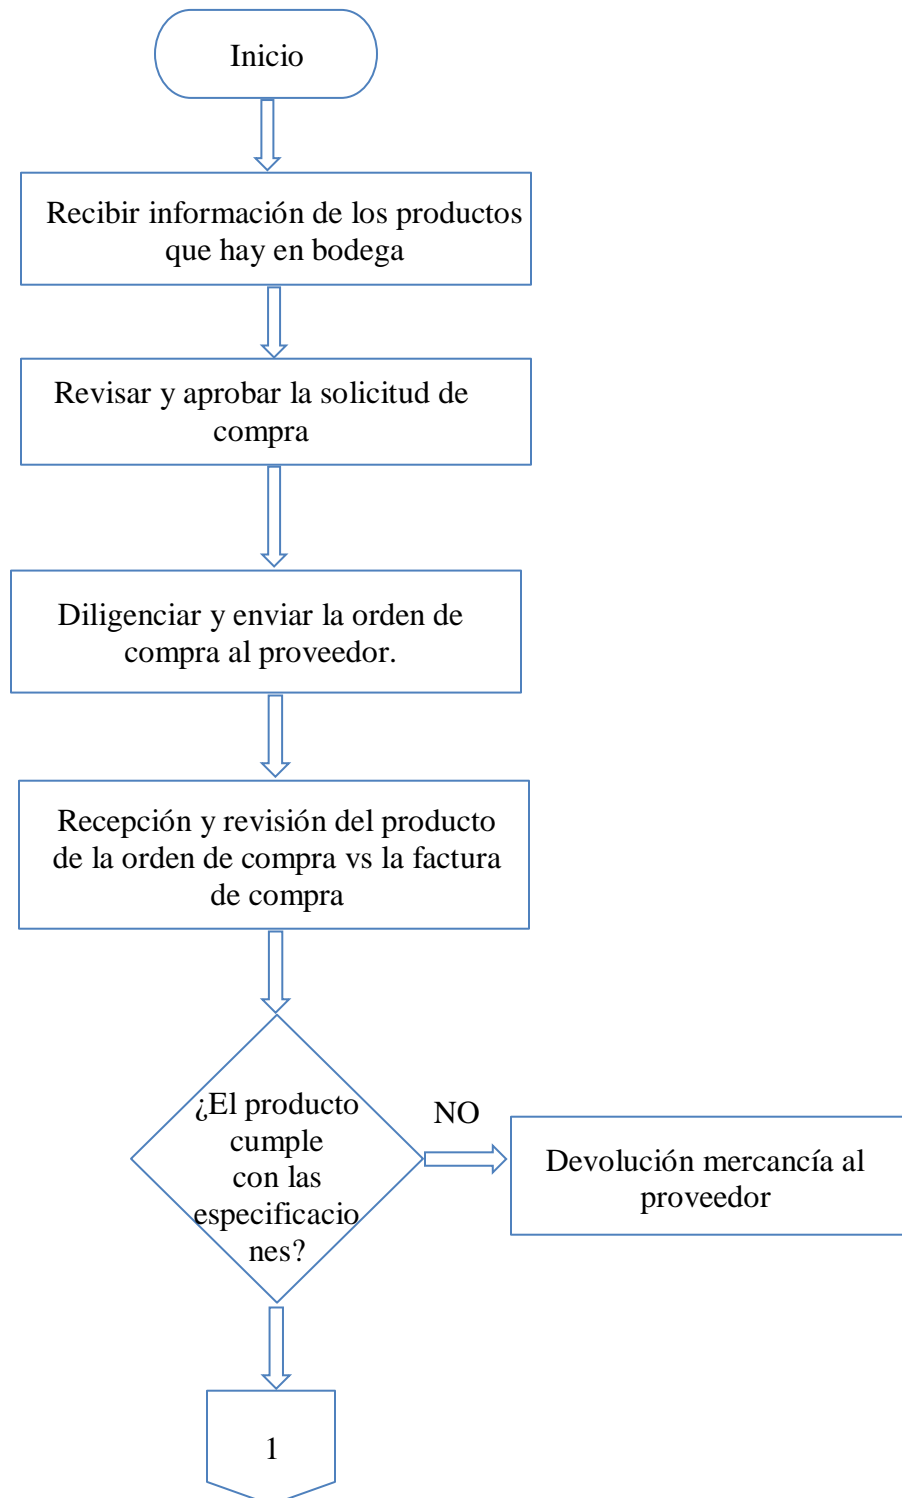 Inicio
Recibir información de los productos
que hay en bodega
Revisar y aprobar la solicitud de
compra
Diligenciar y enviar la orden de
compra al proveedor.
Recepción y revisión del producto
de la orden de compra vs la factura
de compra
¿El producto
cumple
con las
especificacio
nes?
NO
Devolución mercancía al
proveedor
1